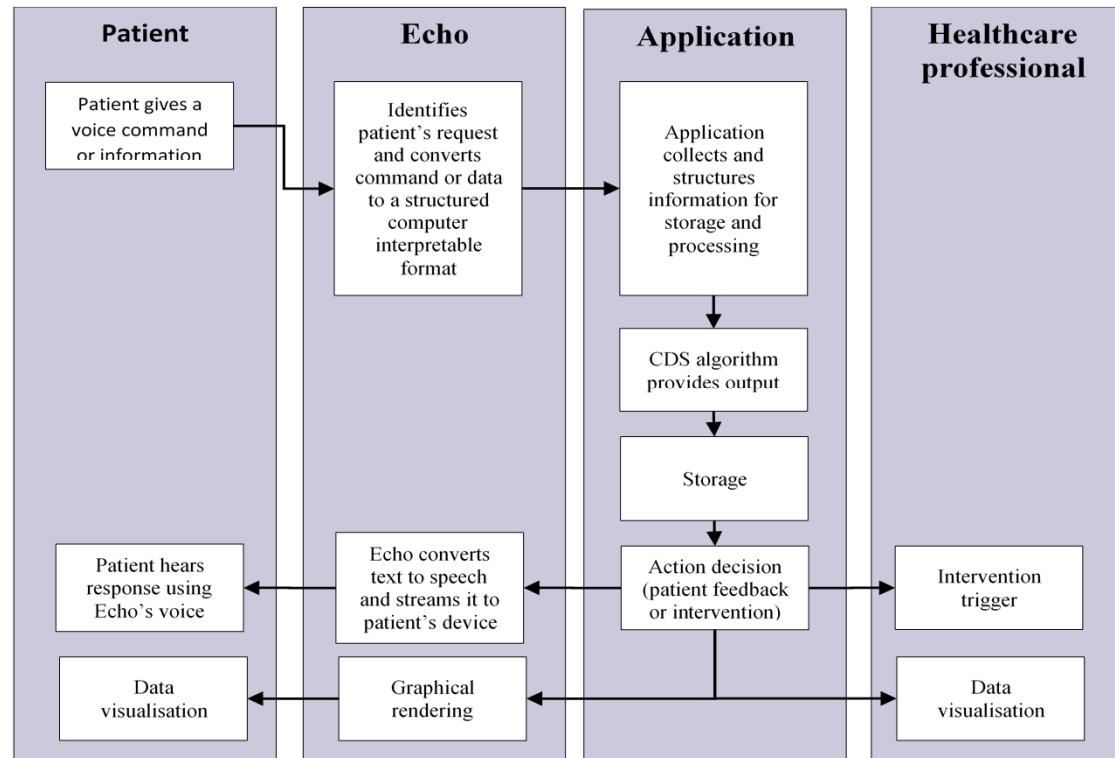 Patient
Patient gives a
voice command
or information
Patient hears
response using
Echo's voice
Data
visualisation
Echo
Identifies
patient's request
and converts
command or data
to a structured
computer
interpretable
format
Echo converts
text to speech
and streams it to
patient's device
Graphical
rendering
Application
Application
collects and
structures
information for
storage and
processing
CDS algorithm
provides output
Storage
Action decision
(patient feedback
or intervention)
Healthcare
professional
Intervention
trigger
Data
visualisation